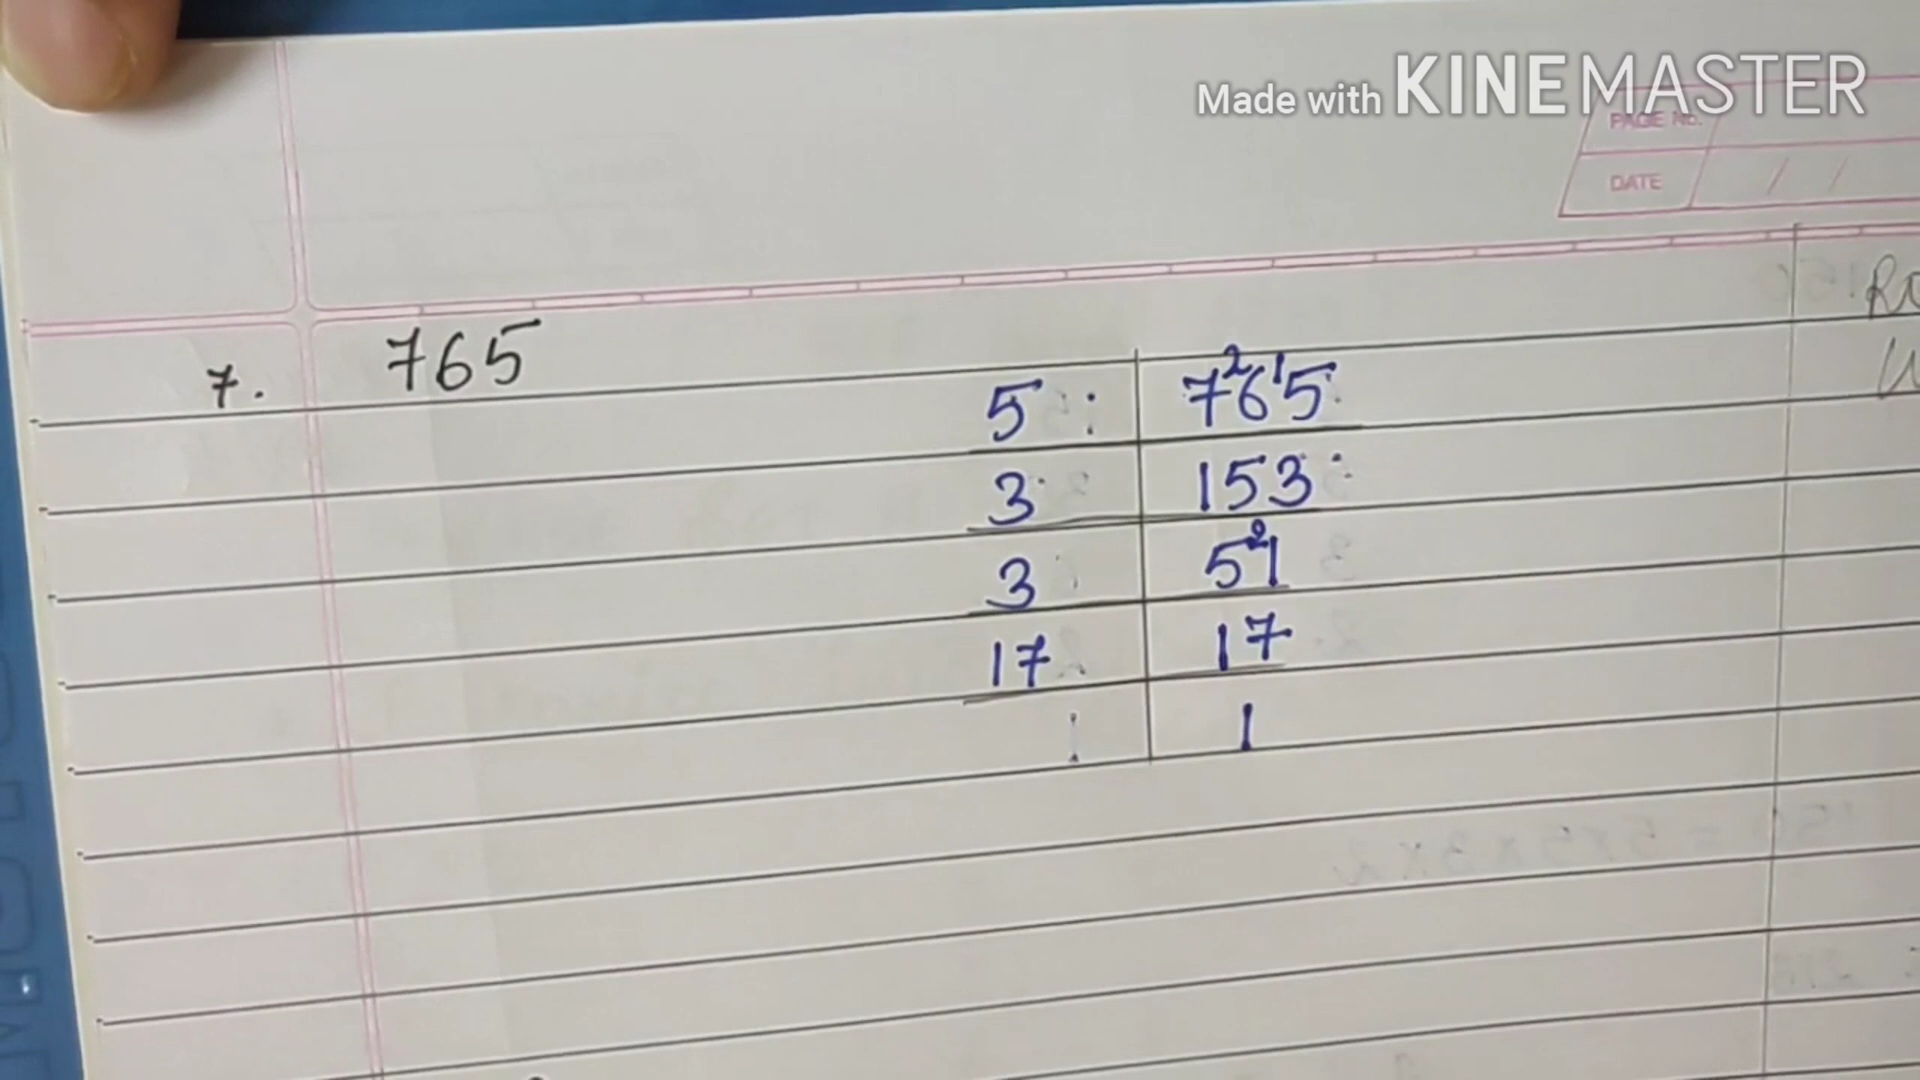 Made with KINEMASTER
PAGE No.
DATE / /
7. 765
5 765
3 153
3 51
17 17
1